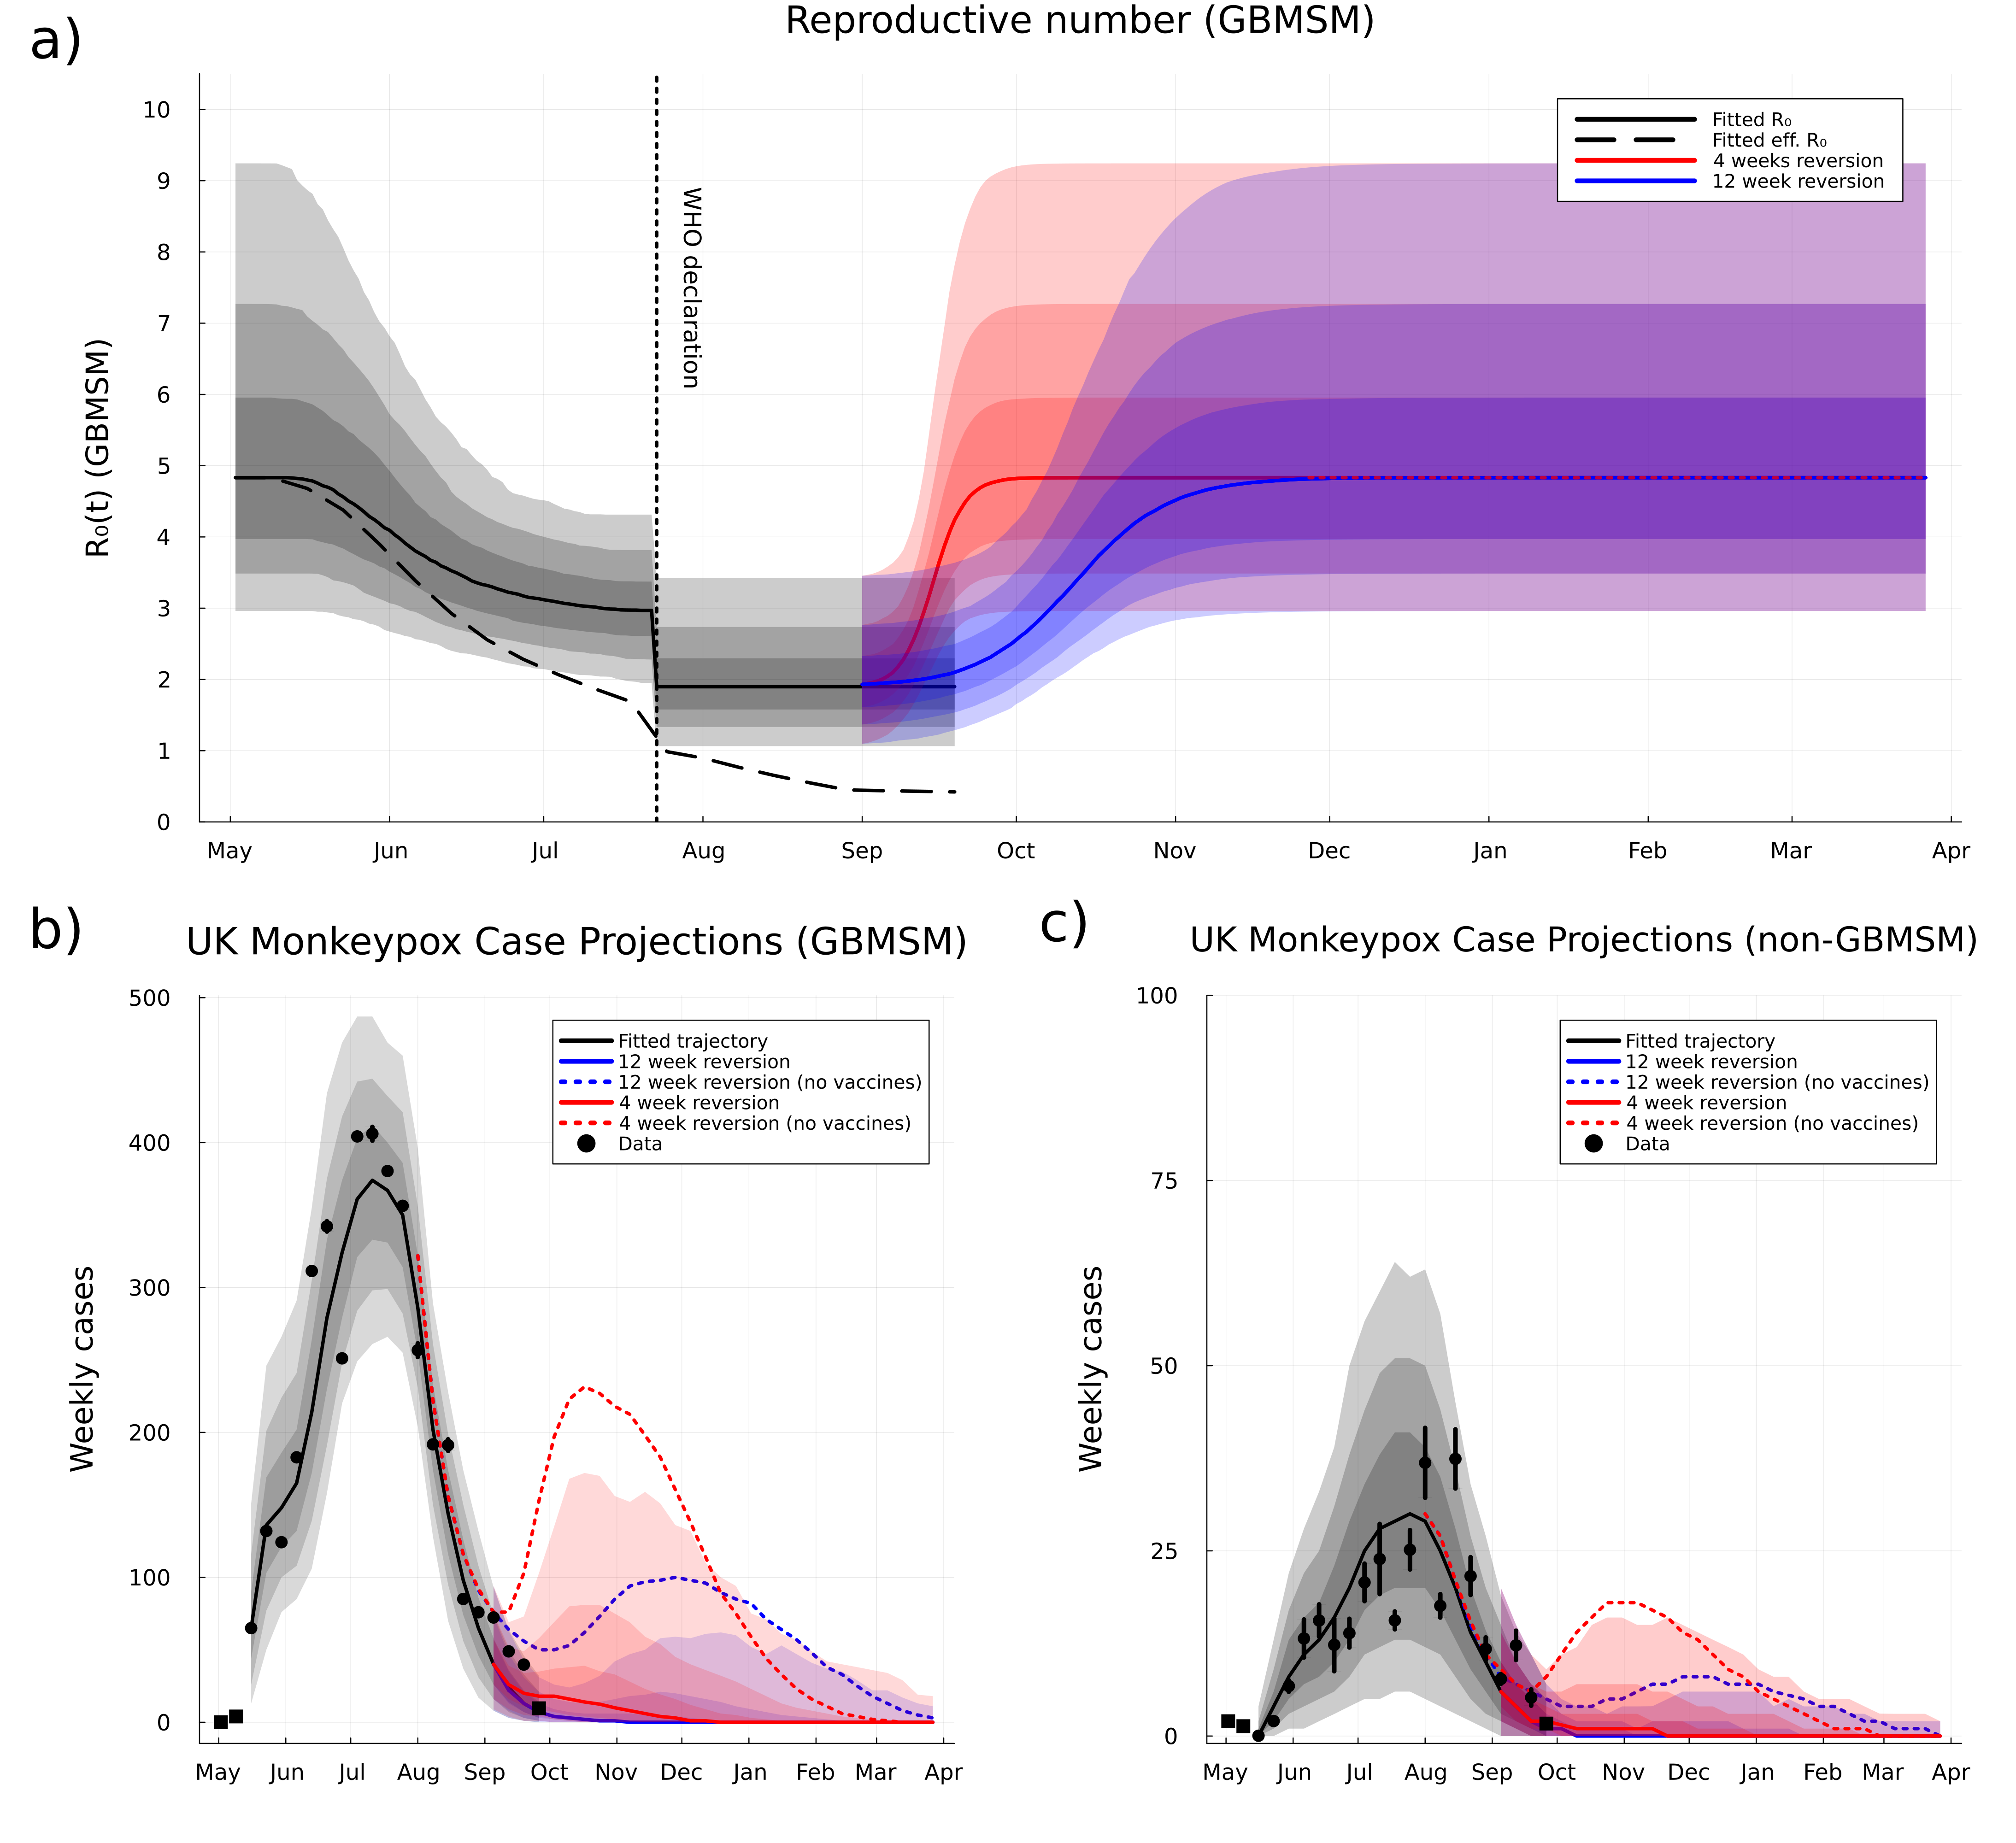 a)
Reproductive number (GBMSM)
R₀(t) (GBMSM)
10
9
8
7
6
5
4
3
2
1
0
WHO declaration
Fitted R₀
Fitted eff. R₀
4 weeks reversion
12 week reversion
May Jun Jul Aug Sep Oct Nov Dec Jan Feb Mar Apr
b)
UK Monkeypox Case Projections (GBMSM)
Weekly cases
500
400
300
200
100
0
Fitted trajectory
12 week reversion
12 week reversion (no vaccines)
4 week reversion
4 week reversion (no vaccines)
Data
May Jun Jul Aug Sep Oct Nov Dec Jan Feb Mar Apr
c)
UK Monkeypox Case Projections (non-GBMSM)
Weekly cases
100
75
50
25
0
Fitted trajectory
12 week reversion
12 week reversion (no vaccines)
4 week reversion
4 week reversion (no vaccines)
Data
May Jun Jul Aug Sep Oct Nov Dec Jan Feb Mar Apr